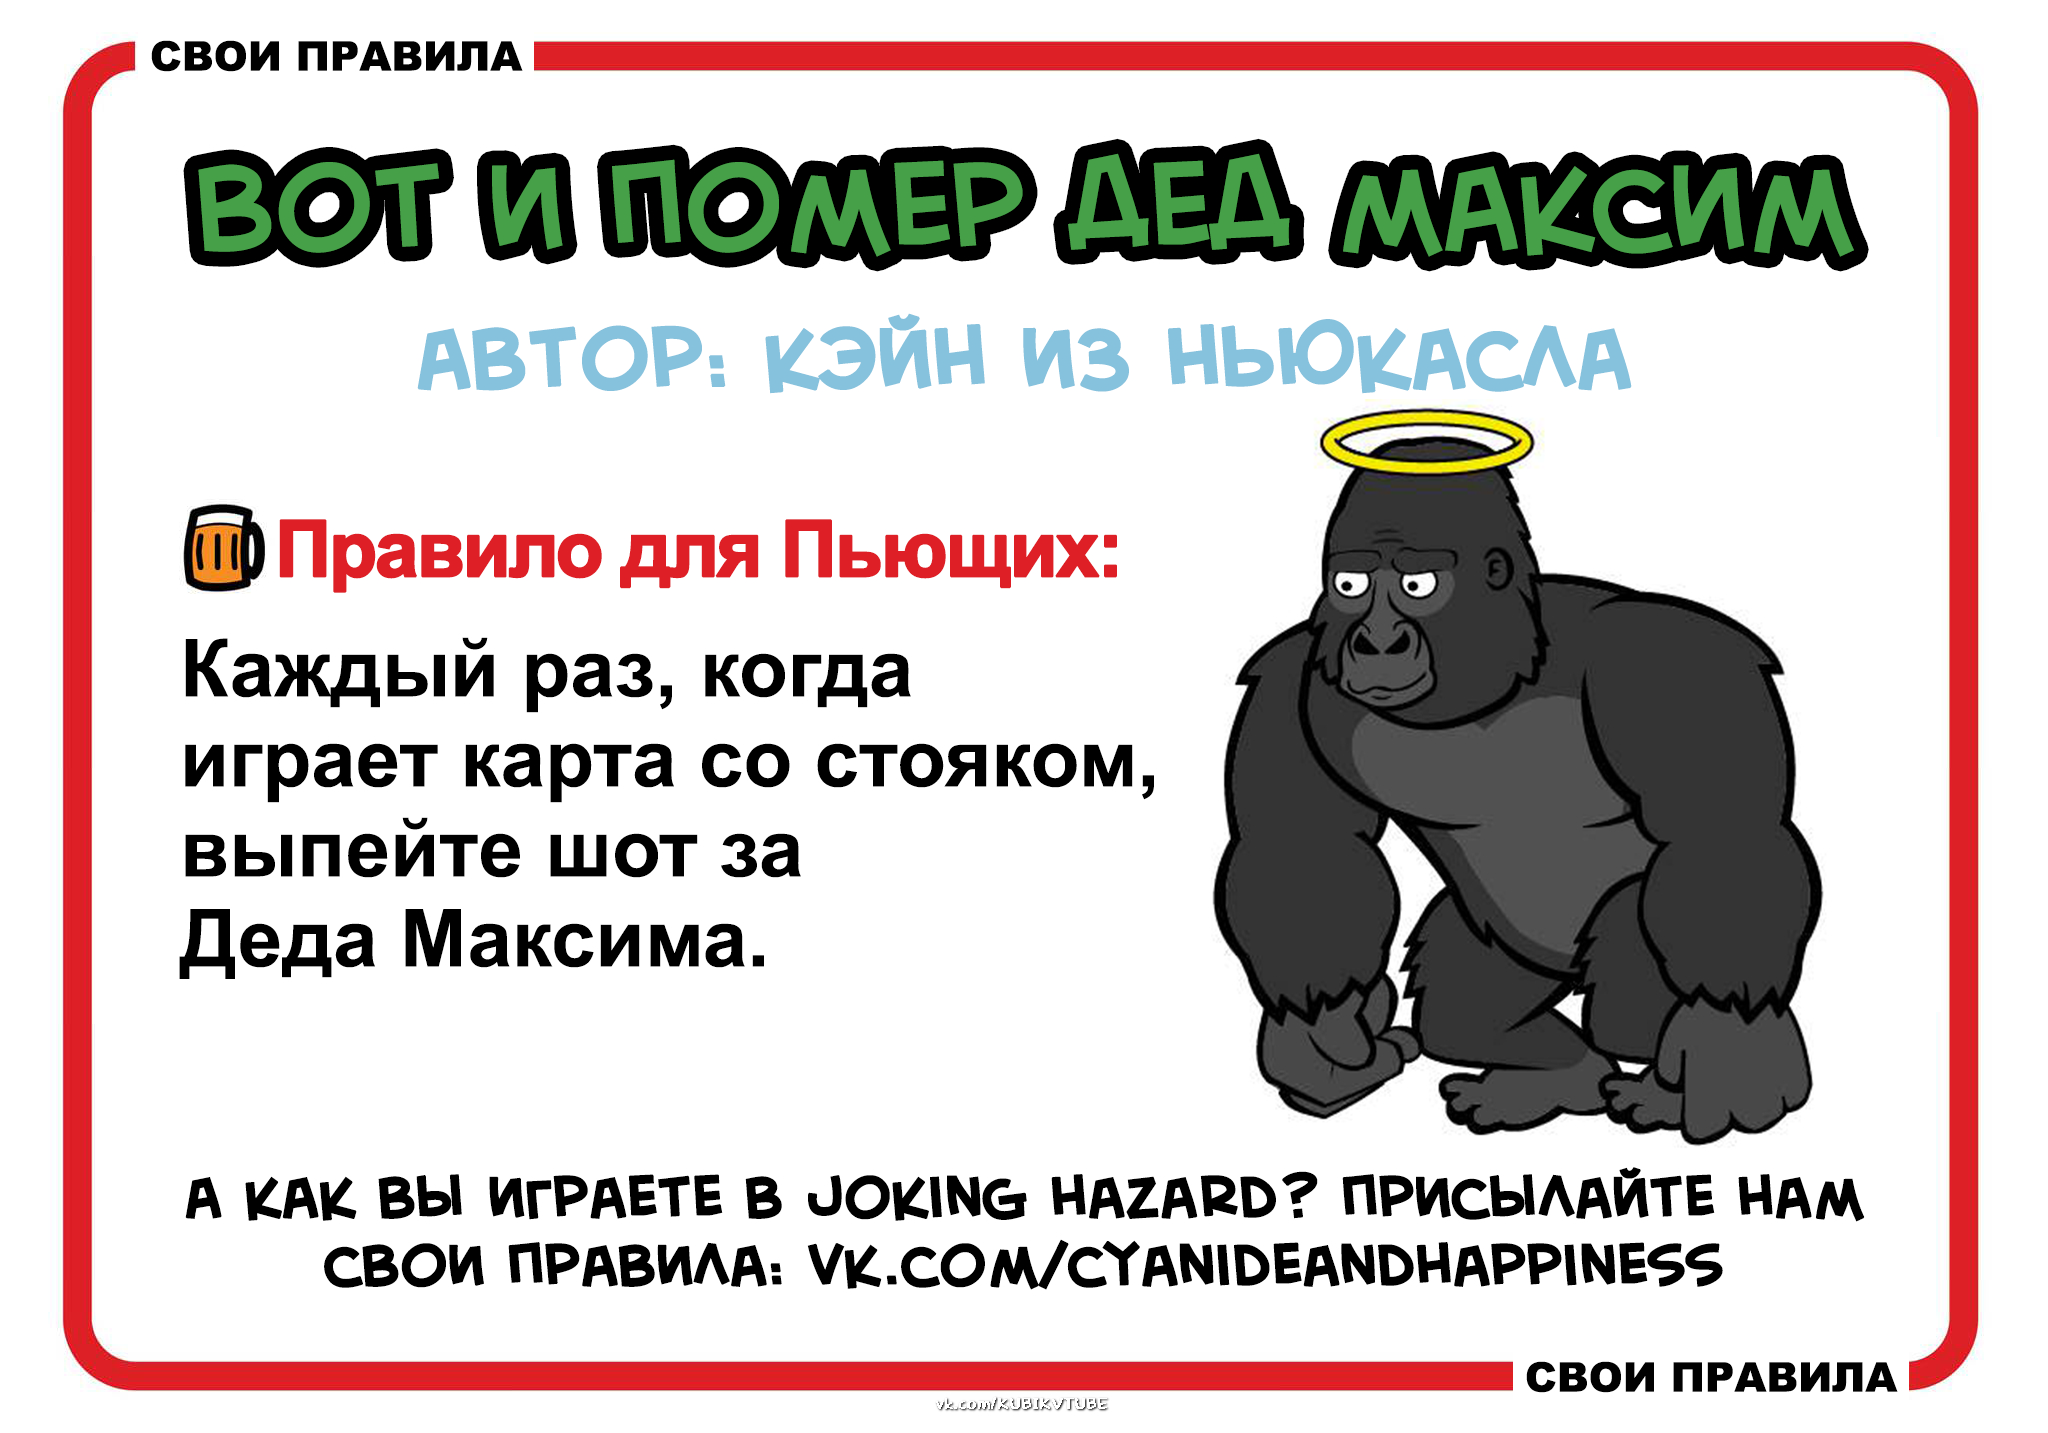 СВОИ ПРАВИЛА
ВОТ И ПОМЕР ДЕД МАКСИМ
АВТОР: КЭЙН ИЗ НЬЮКАСЛА
Правило для Пьющих:
Каждый раз, когда
играет карта со стояком,
выпейте шот за
Деда Максима.
А КАК ВЫ ИГРАЕТЕ В JOKING HAZARD? ПРИСЫЛАЙТЕ НАМ
СВОИ ПРАВИЛА: VK.COM/CYANIDEANDHAPPINESS
СВОИ ПРАВИЛА
vk.com/KUBIKVTUBE